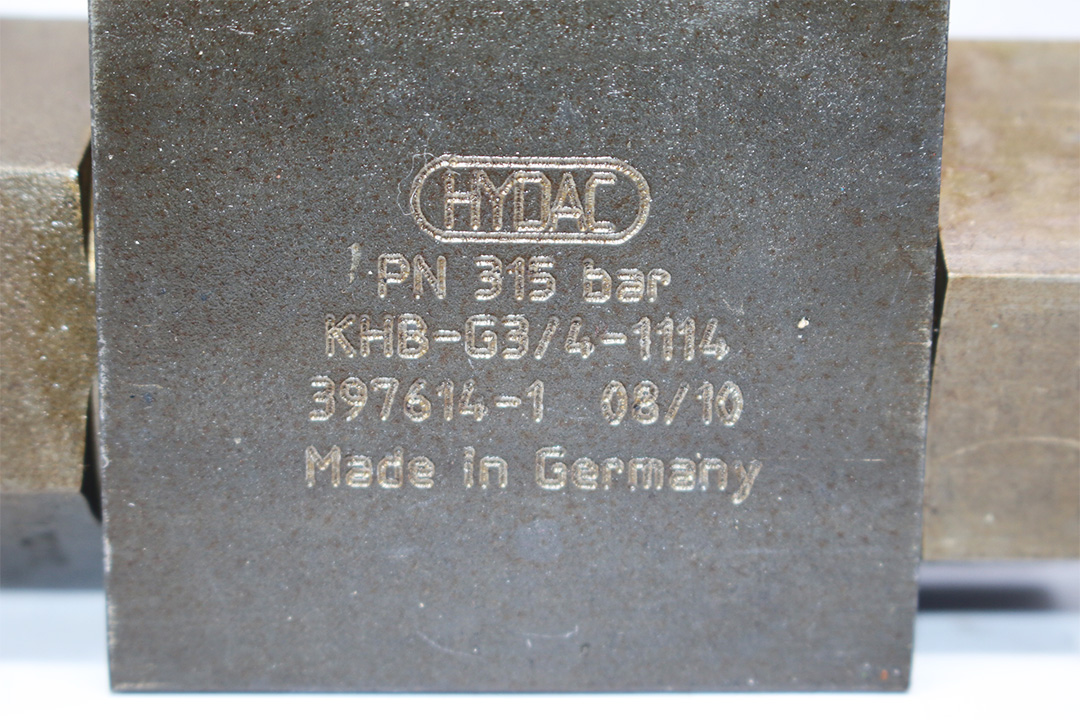 HYDAC
PN 315 bar
KHB-G3/4-1114
397614-1 08/10
Made in Germany